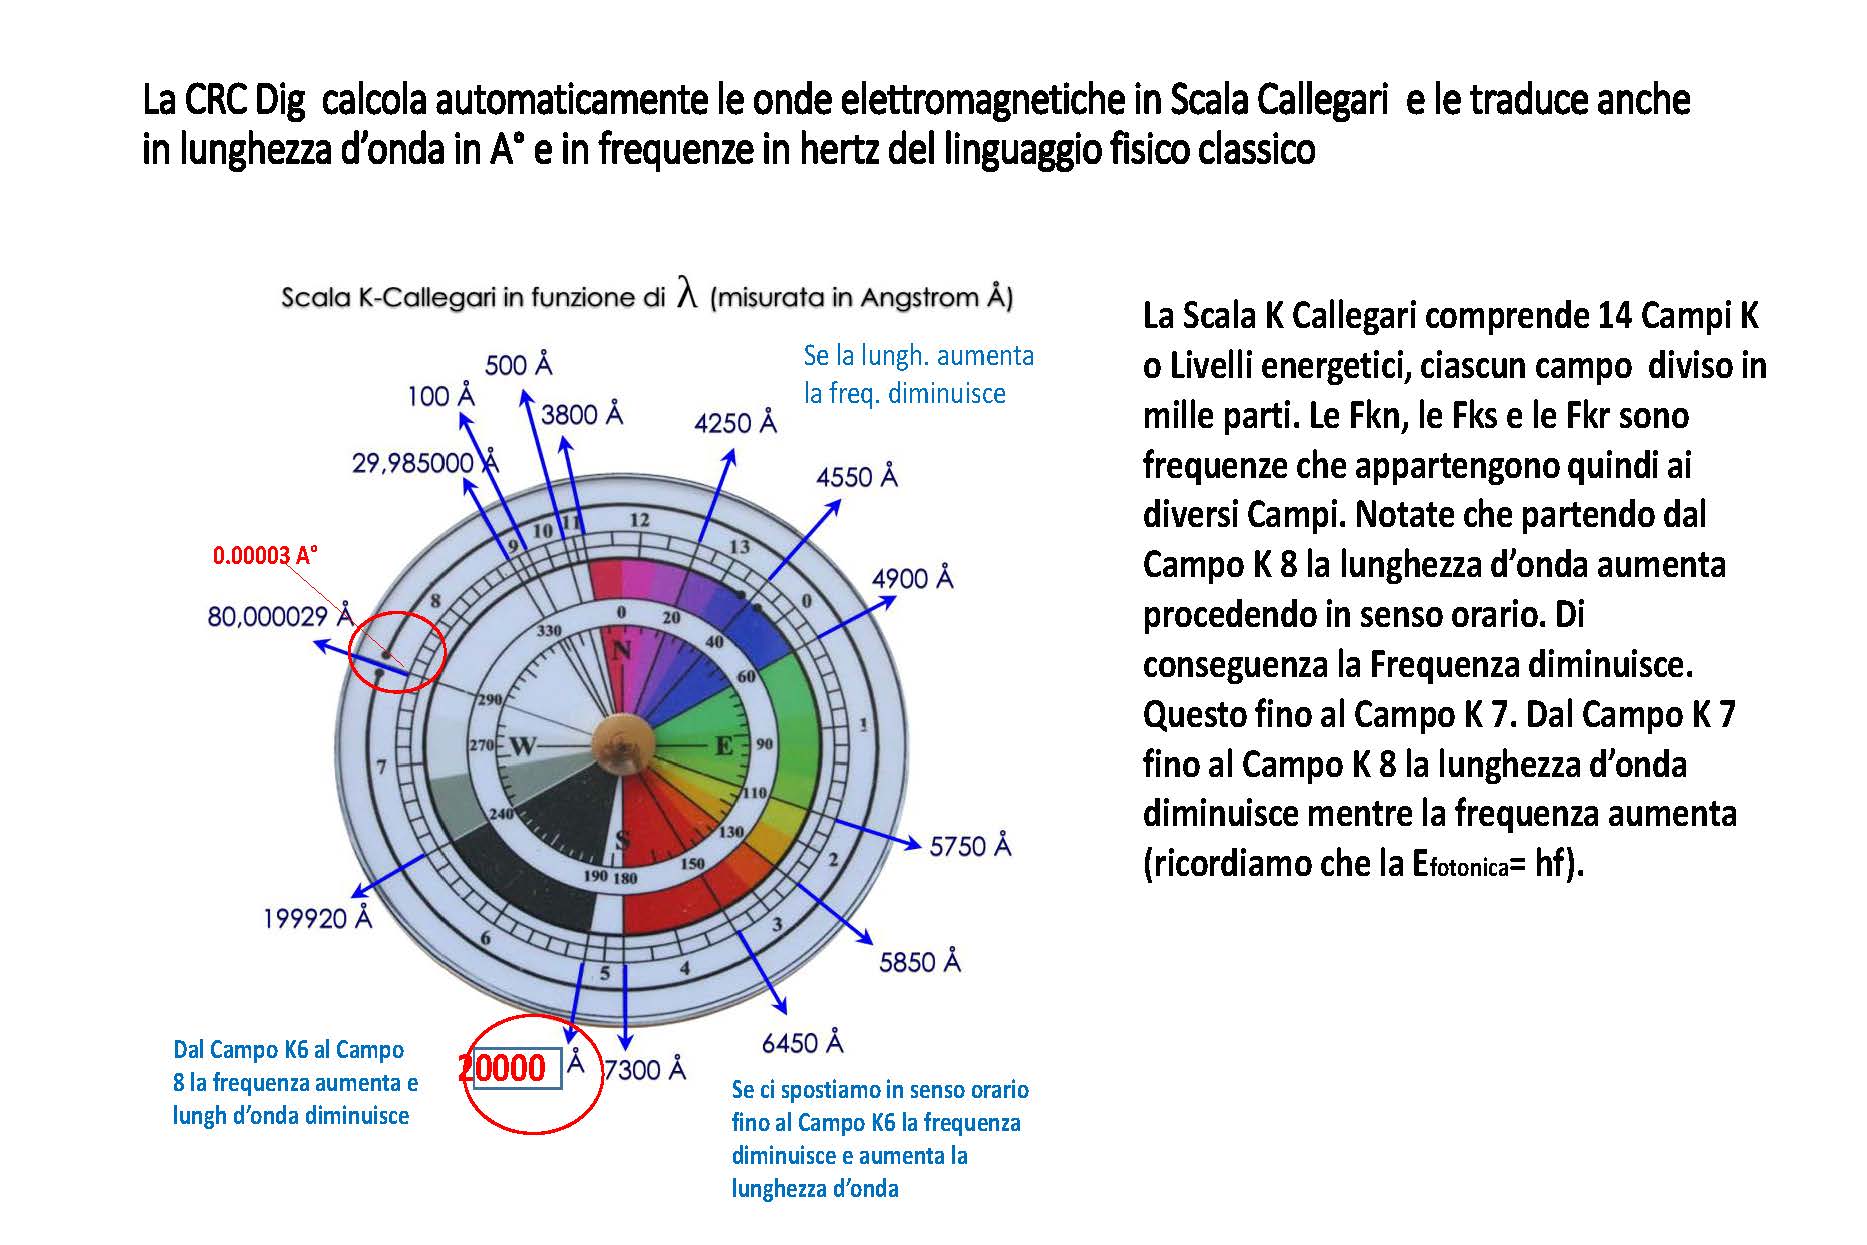 La CRC Dig calcola automaticamente le onde elettromagnetiche in Scala Callegari e le traduce anche
in lunghezza d’onda in A° e in frequenze in hertz del linguaggio fisico classico
Scala K-Callegari in funzione di λ (misurata in Angstrom Å)
Se la lungh. aumenta
la freq. diminuisce
500 Å
100 Å
3800 Å
4250 Å
29,985000 Å
4550 Å
0.00003 A°
4900 Å
80,000029 Å
5750 Å
199920 Å
5850 Å
6450 Å
20000 Å
7300 Å
8
9
10
11
12
13
0
1
2
3
4
5
6
7
0
20
40
60
90
110
130
150
180
190
240
270
290
330
N
E
S
W
Dal Campo K6 al Campo
8 la frequenza aumenta e
lungh d’onda diminuisce
Se ci spostiamo in senso orario
fino al Campo K6 la frequenza
diminuisce e aumenta la
lunghezza d’onda
La Scala K Callegari comprende 14 Campi K
o Livelli energetici, ciascun campo diviso in
mille parti. Le Fkn, le Fks e le Fkr sono
frequenze che appartengono quindi ai
diversi Campi. Notate che partendo dal
Campo K 8 la lunghezza d’onda aumenta
procedendo in senso orario. Di
conseguenza la Frequenza diminuisce.
Questo fino al Campo K 7. Dal Campo K 7
fino al Campo K 8 la lunghezza d’onda
diminuisce mentre la frequenza aumenta
(ricordiamo che la Efotonica= hf).